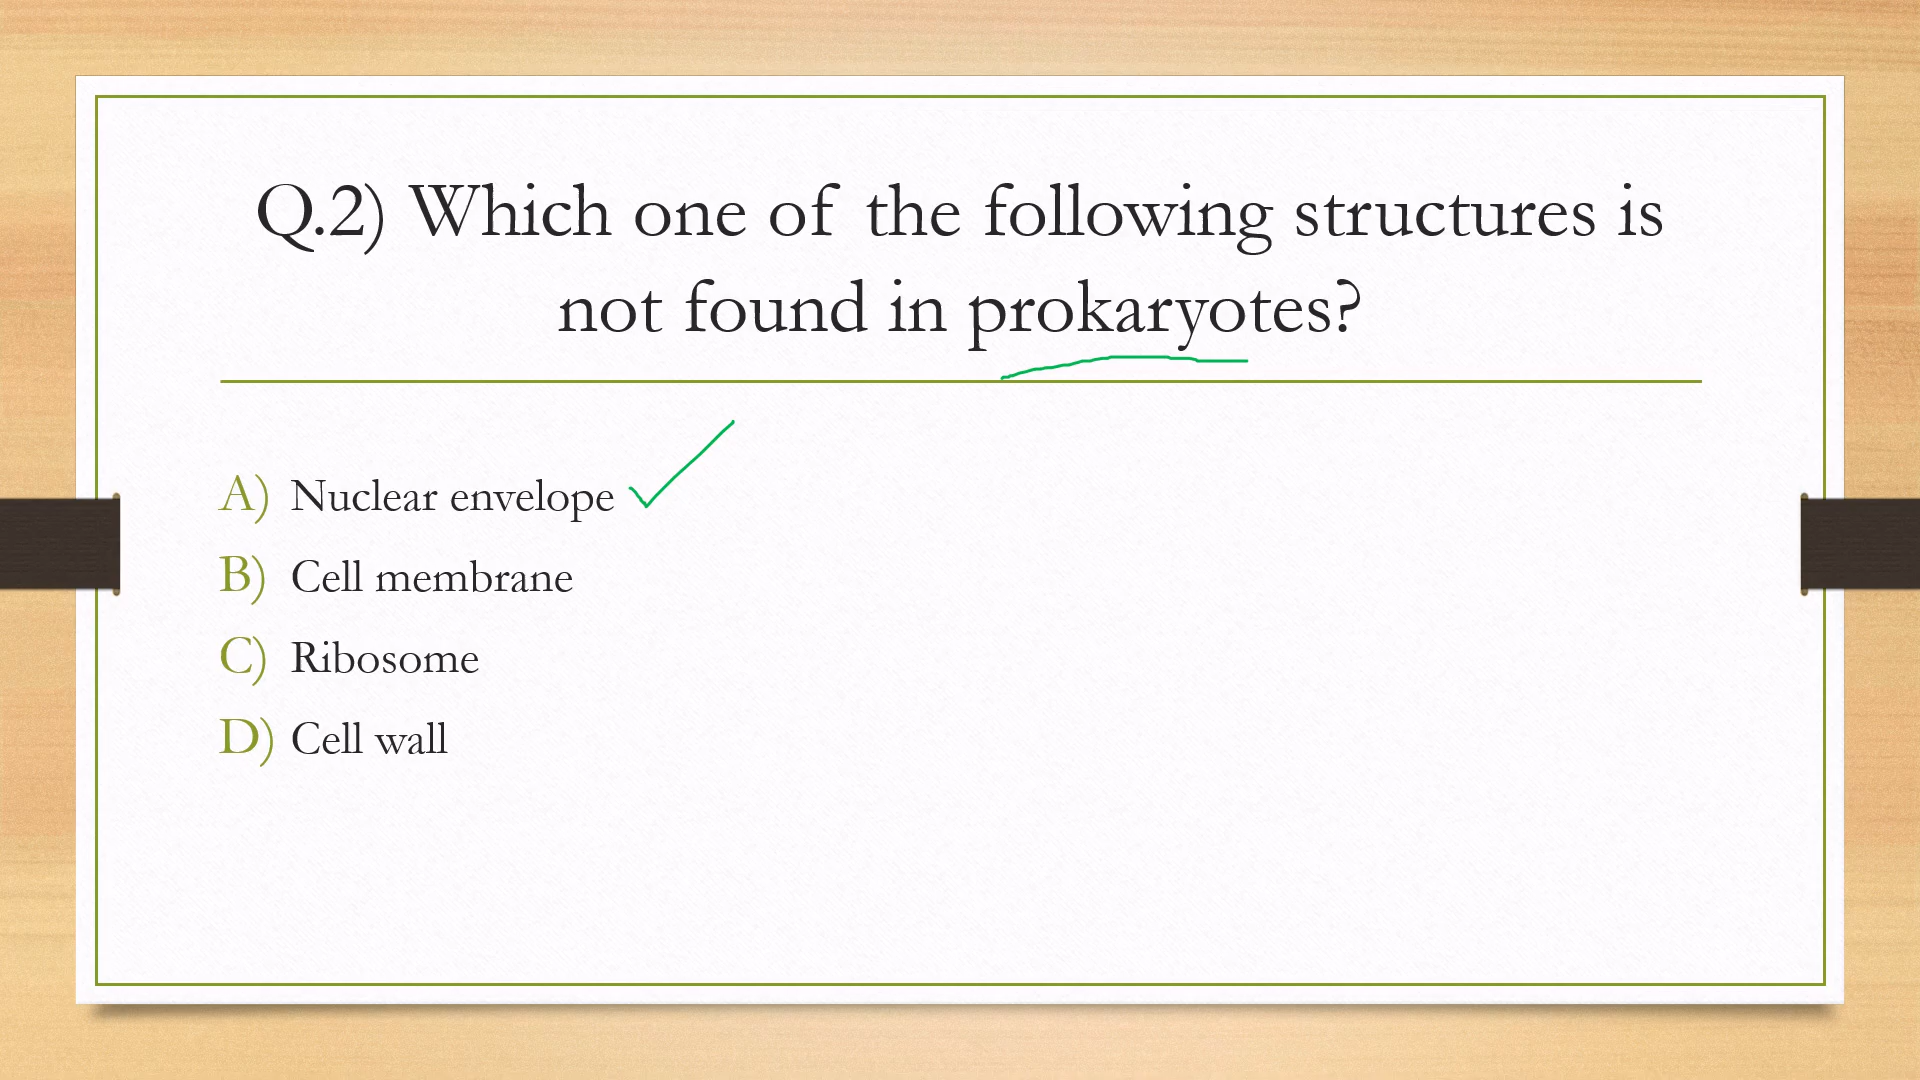 Q.2) Which one of the following structures is
not found in prokaryotes?
A) Nuclear envelope
B) Cell membrane
C) Ribosome
D) Cell wall